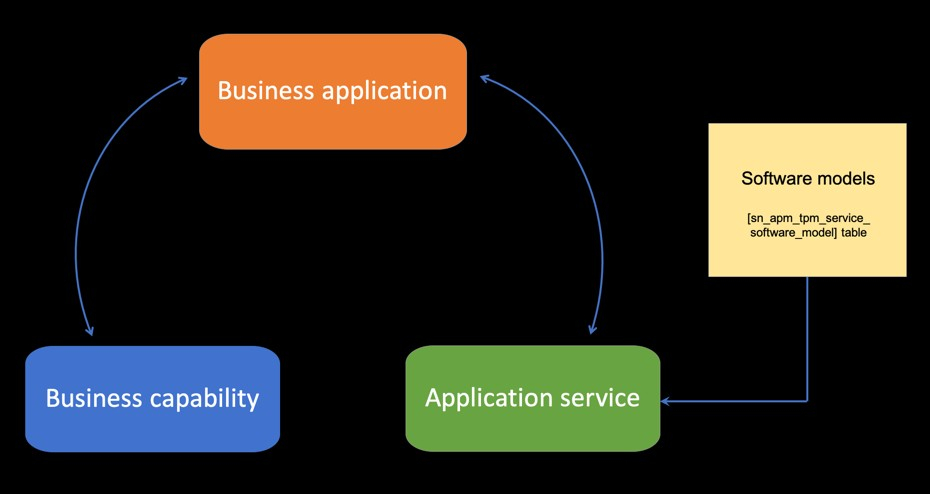 Business application
Software models
[sn_apm_tpm_service_
software_model] table
Business capability
Application service